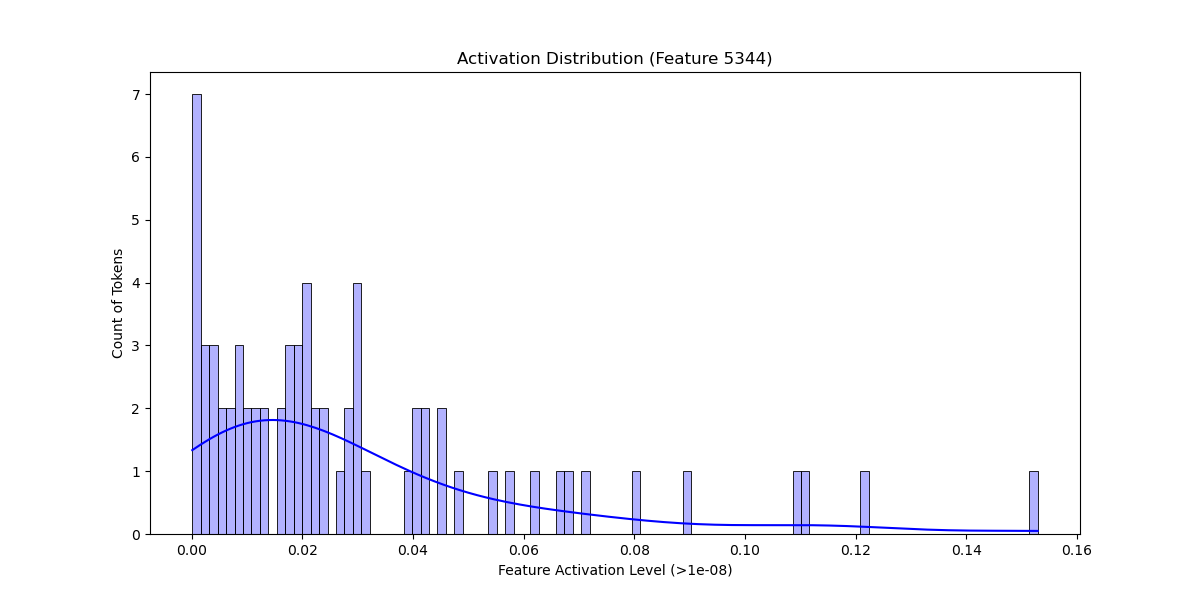 Activation Distribution (Feature 5344)
Count of Tokens
7
6
5
4
3
2
1
0
0.00 0.02 0.04 0.06 0.08 0.10 0.12 0.14 0.16
Feature Activation Level (>1e-08)